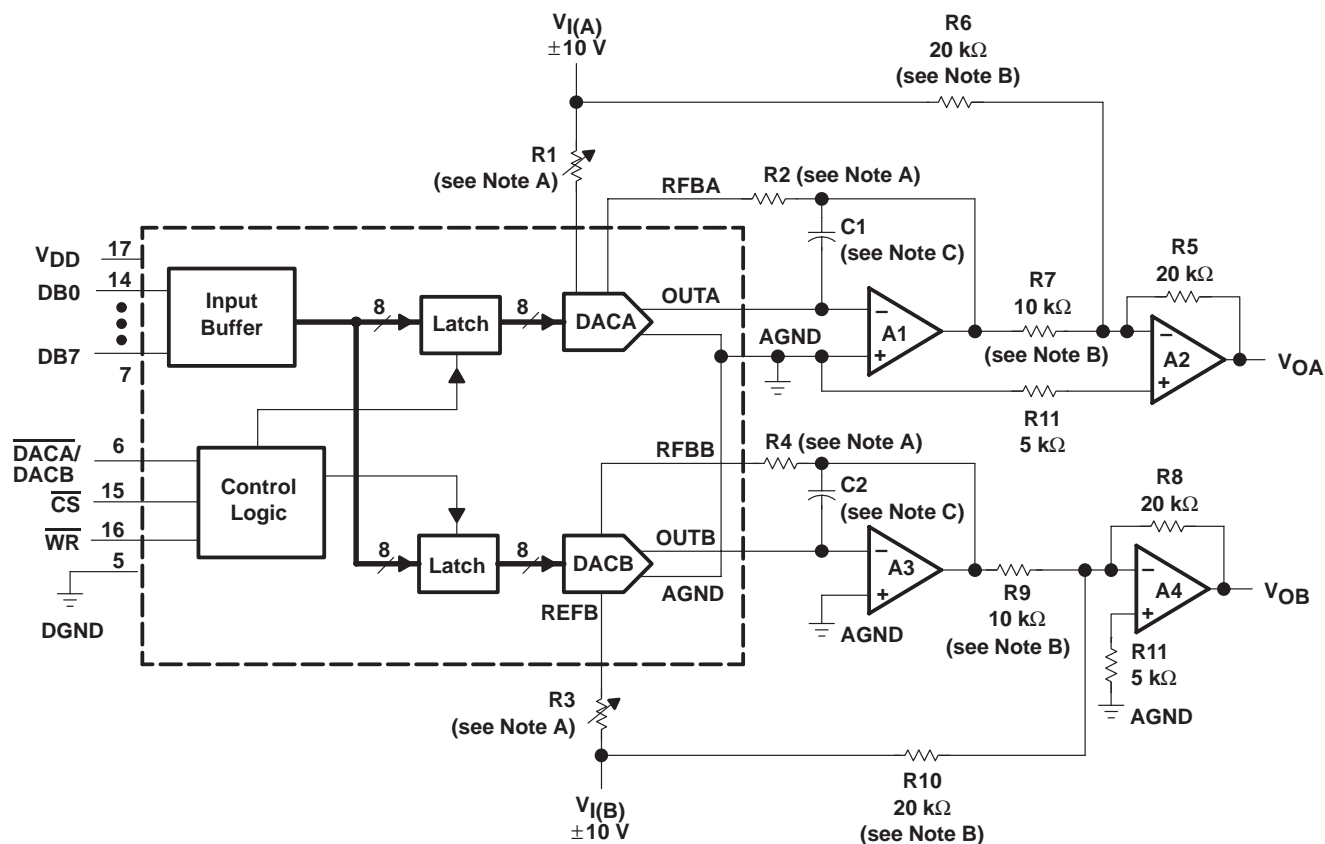 V_I(A)
±10 V
R6
20 kΩ
(see Note B)
R1
(see Note A)
RFBA
R2 (see Note A)
C1
(see Note C)
R5
20 kΩ
V_DD
17
14
DB0
DB7
7
Input
Buffer
8
Latch
8
DACA
OUTA
AGND
A1
R7
10 kΩ
(see Note B)
A2
V_OA
R11
5 kΩ
D̅A̅C̅A̅/
DACB
6
C̅S̅
15
W̅R̅
16
5
DGND
Control
Logic
8
Latch
8
DACB
REFB
RFBB
R4 (see Note A)
C2
(see Note C)
OUTB
AGND
A3
AGND
R9
10 kΩ
(see Note B)
R8
20 kΩ
A4
V_OB
R11
5 kΩ
AGND
R3
(see Note A)
R10
20 kΩ
(see Note B)
V_I(B)
±10 V